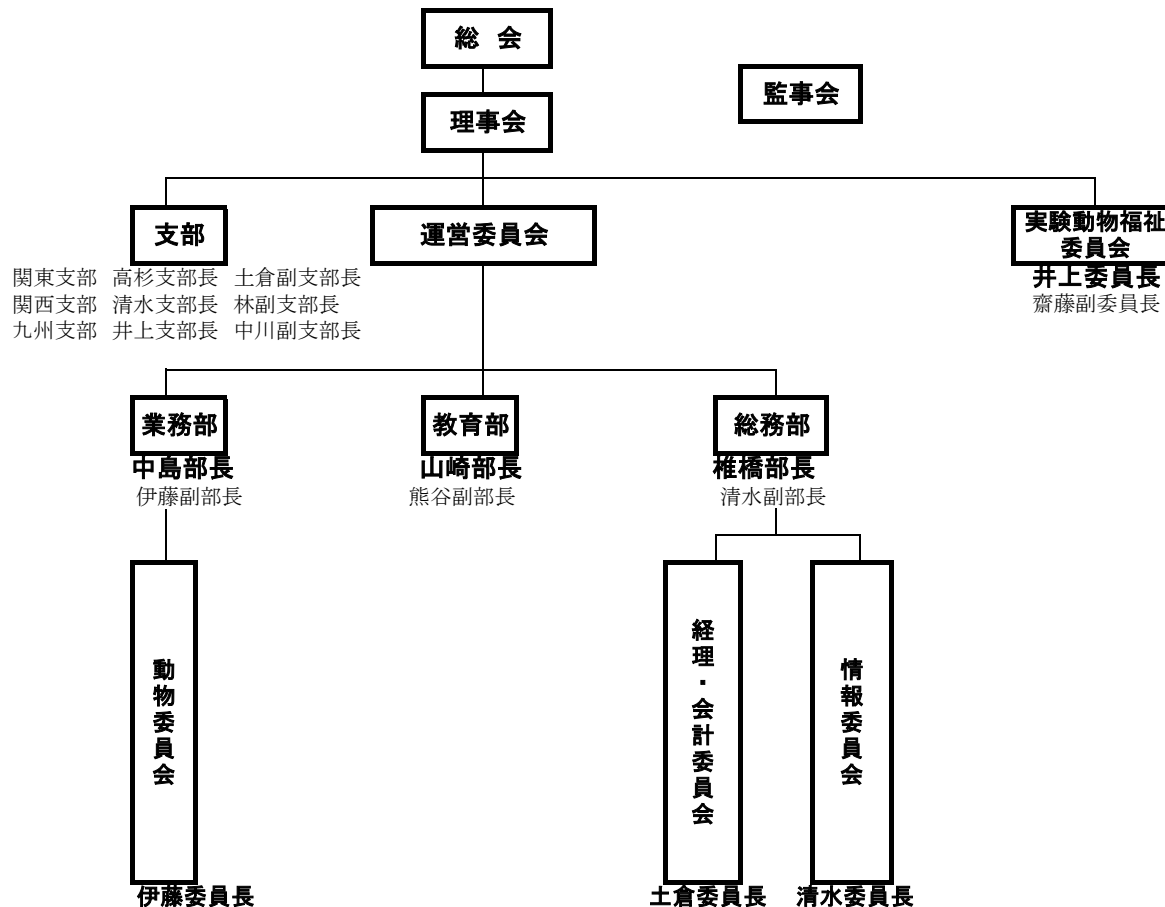 総 会
監事会
理事会
支部
運営委員会
実験動物福祉
委員会
関東支部 高杉支部長 土倉副支部長
関西支部 清水支部長 林副支部長
九州支部 井上支部長 中川副支部長
井上委員長
齋藤副委員長
業務部
中島部長
伊藤副部長
教育部
山崎部長
熊谷副部長
総務部
椎橋部長
清水副部長
動物委員会
伊藤委員長
経理・会計委員会
土倉委員長
情報委員会
清水委員長